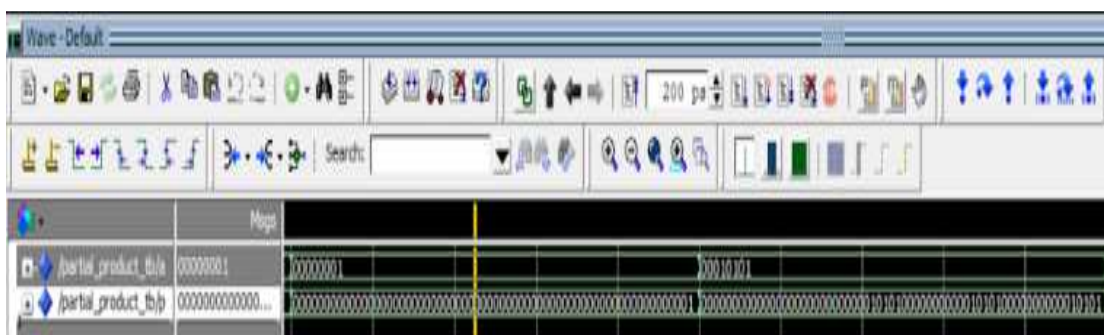 Wave - Default
200 ps
Search:
Msgs
/partial_product_tb/a 00000001 00000001 00010101
/partial_product_tb/p 0000000000000...